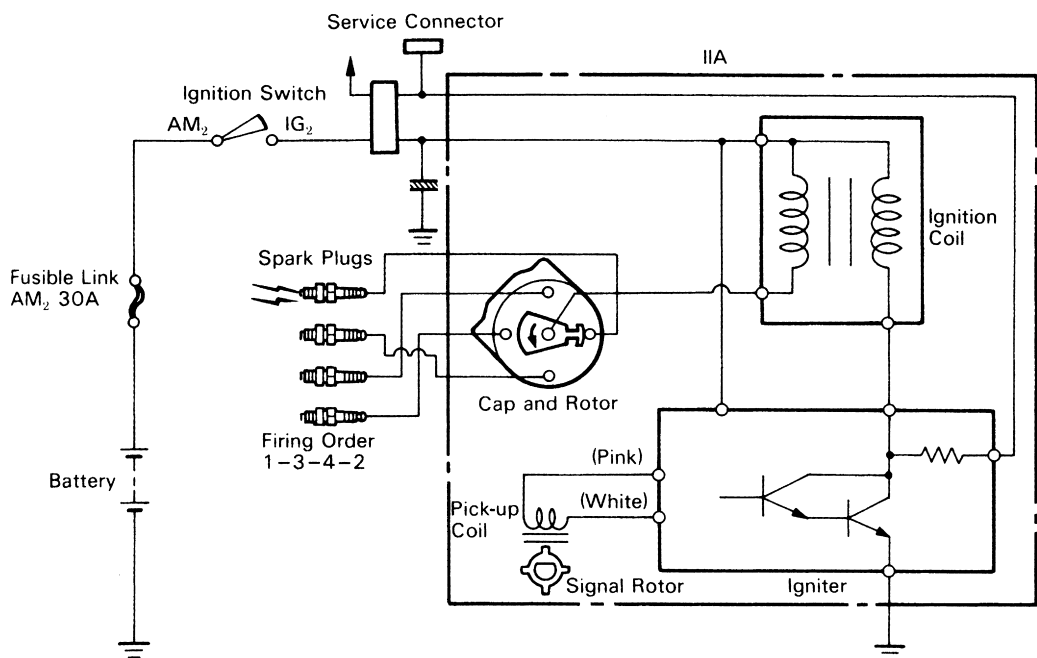 Service Connector
IIA
Ignition Switch
AM₂
IG₂
Ignition
Coil
Spark Plugs
Fusible Link
AM₂ 30A
Cap and Rotor
Firing Order
1–3–4–2
(Pink)
Battery
(White)
Pick-up
Coil
Signal Rotor
Igniter